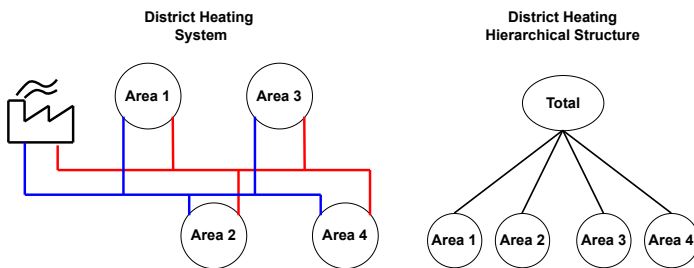 District Heating
System
Area 1
Area 3
Area 2
Area 4
District Heating
Hierarchical Structure
Total
Area 1
Area 2
Area 3
Area 4